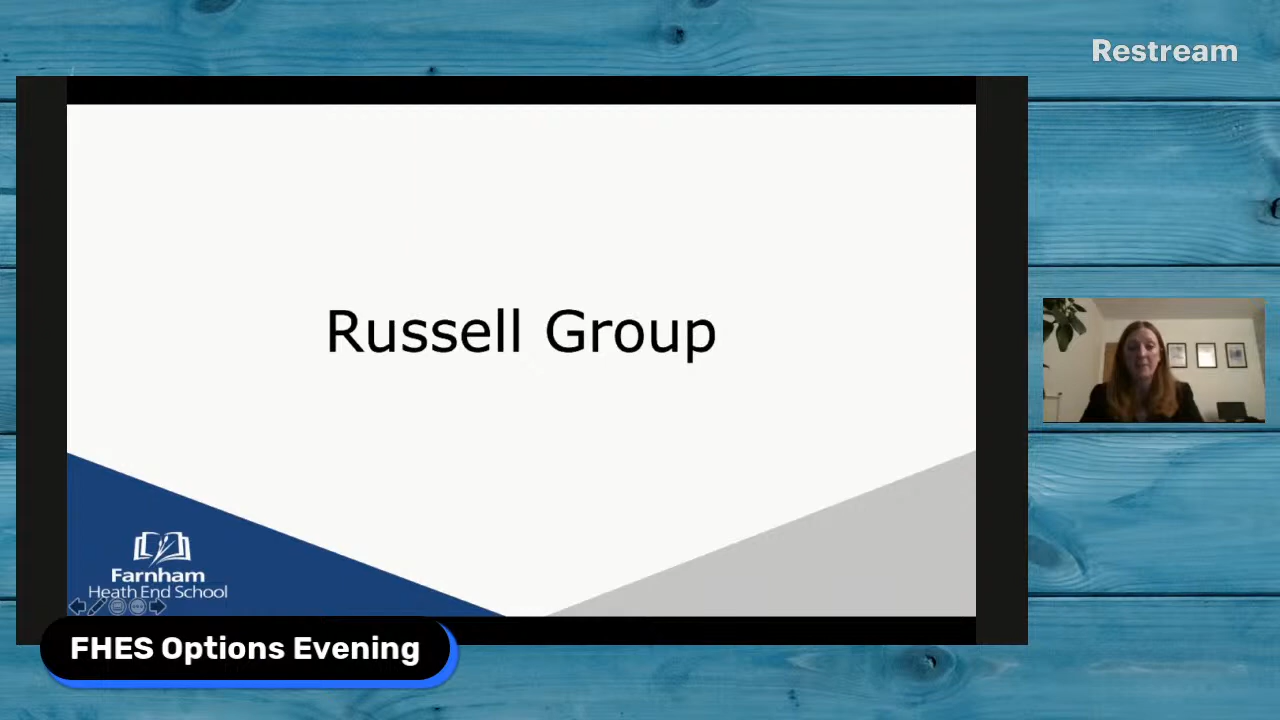 Restream
Russell Group
Farnham
Heath End School
FHES Options Evening